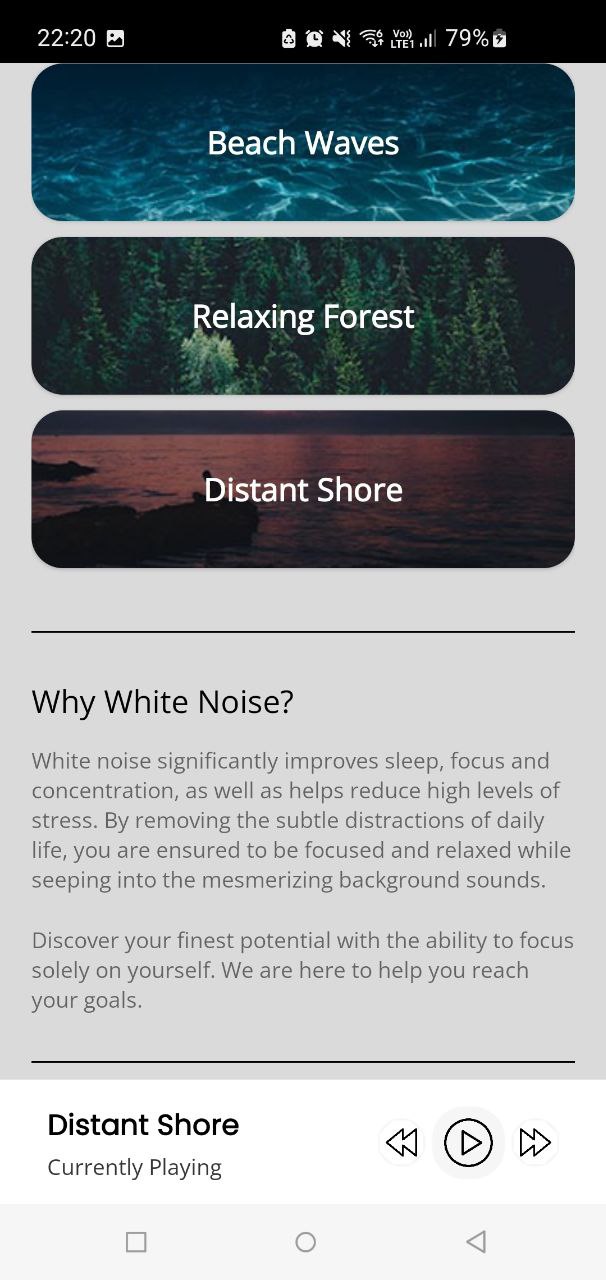 22:20
Vo)) LTE1 79%
Beach Waves
Relaxing Forest
Distant Shore
Why White Noise?
White noise significantly improves sleep, focus and
concentration, as well as helps reduce high levels of
stress. By removing the subtle distractions of daily
life, you are ensured to be focused and relaxed while
seeping into the mesmerizing background sounds.
Discover your finest potential with the ability to focus
solely on yourself. We are here to help you reach
your goals.
Distant Shore
Currently Playing